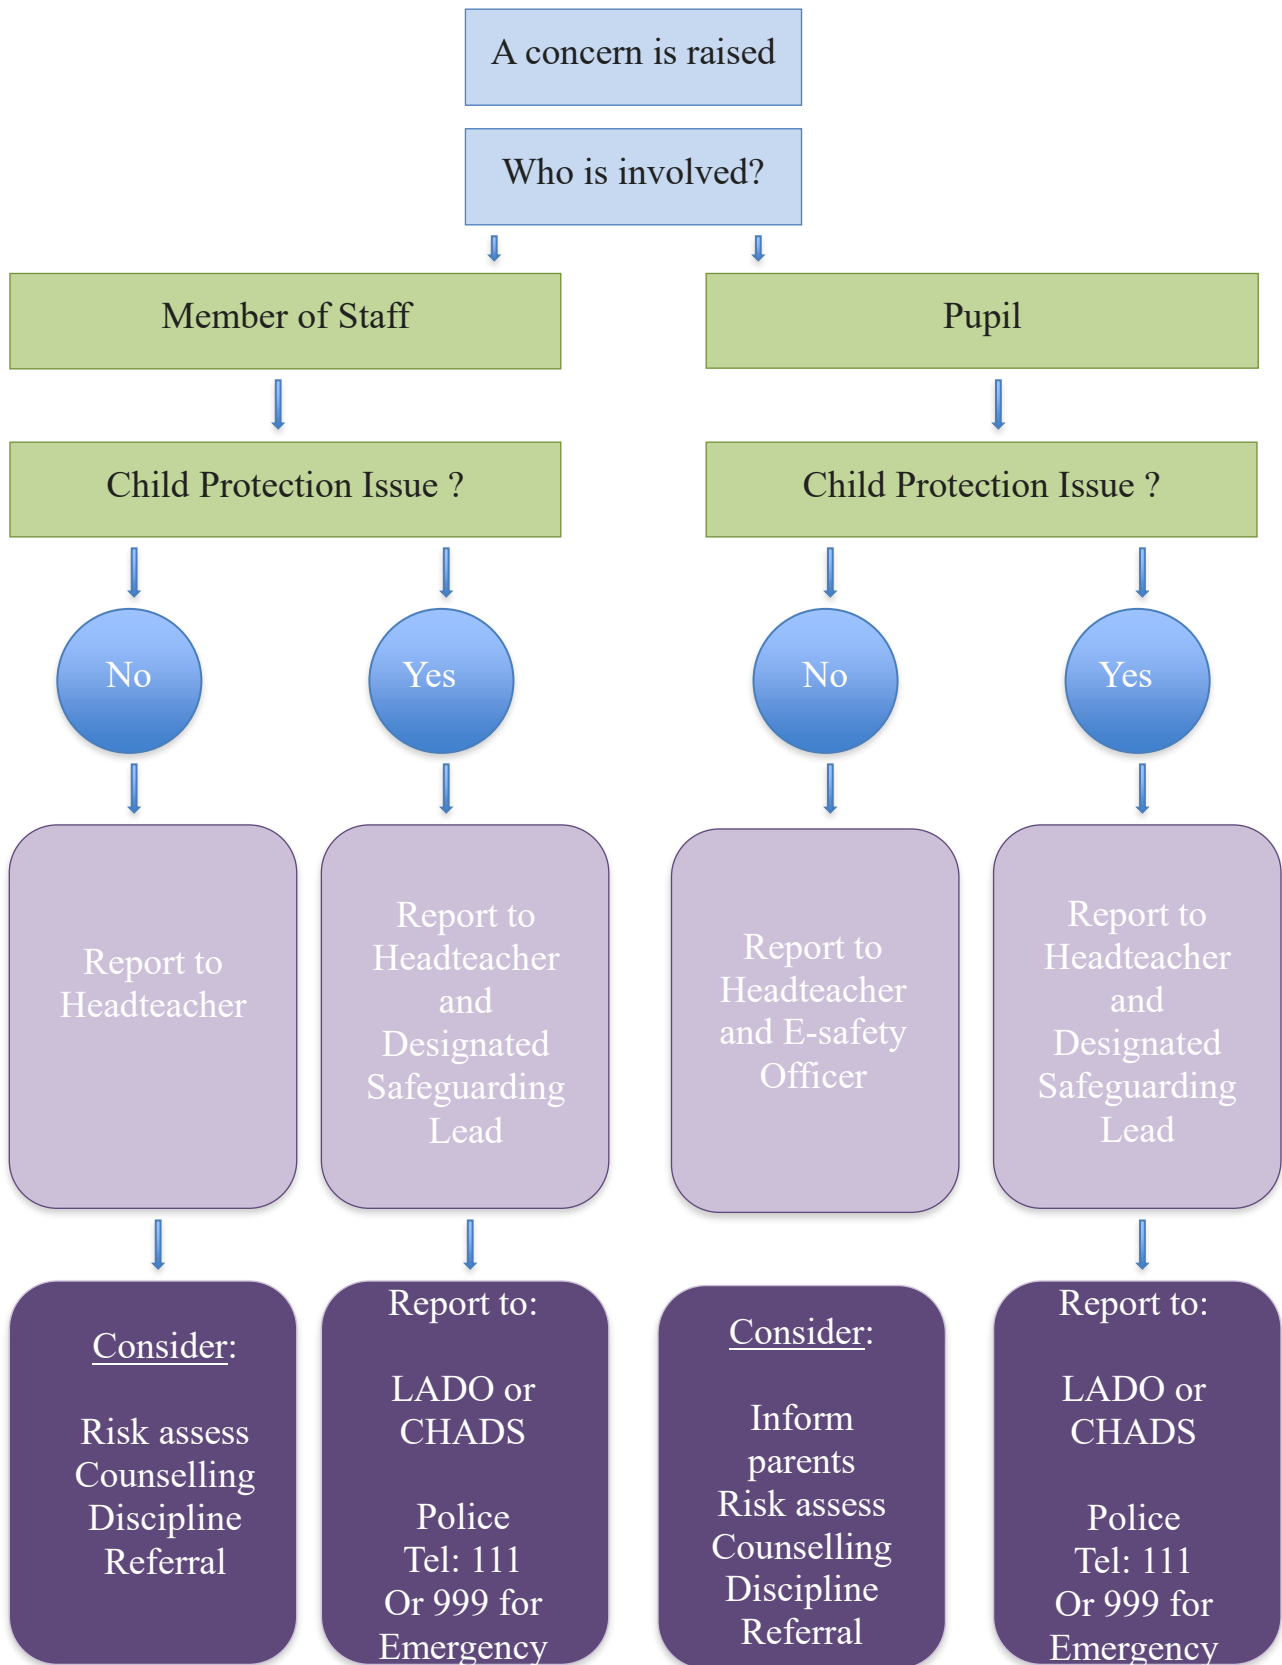 A concern is raised
Who is involved?
Member of Staff
Pupil
Child Protection Issue ?
Child Protection Issue ?
No
Yes
No
Yes
Report to
Headteacher
Report to
Headteacher
and
Designated
Safeguarding
Lead
Report to
Headteacher
and E-safety
Officer
Report to
Headteacher
and
Designated
Safeguarding
Lead
Consider:
Risk assess
Counselling
Discipline
Referral
Report to:
LADO or
CHADS
Police
Tel: 111
Or 999 for
Emergency
Consider:
Inform
parents
Risk assess
Counselling
Discipline
Referral
Report to:
LADO or
CHADS
Police
Tel: 111
Or 999 for
Emergency